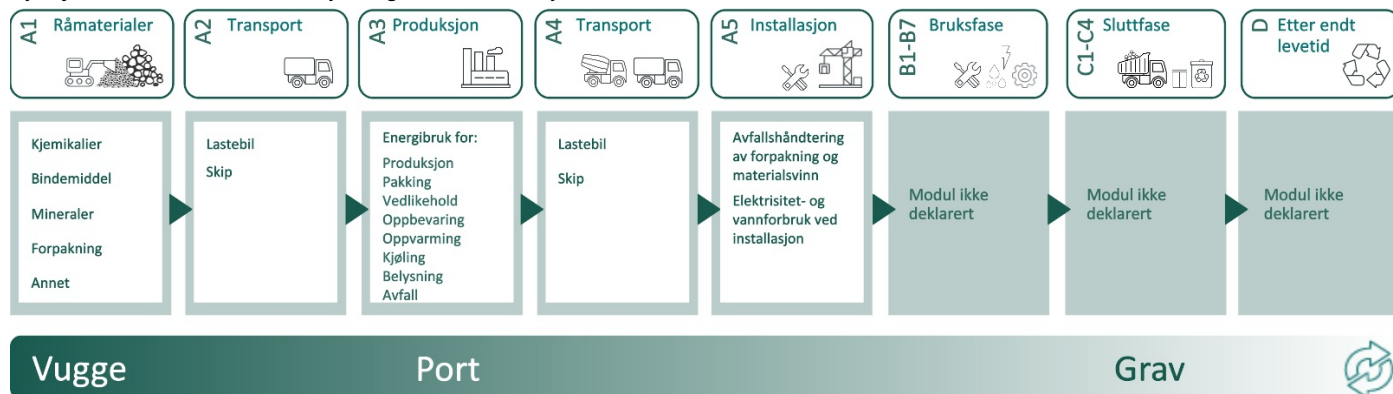 A1 Råmaterialer
A2 Transport
A3 Produksjon
A4 Transport
A5 Installasjon
B1-B7 Bruksfase
C1-C4 Sluttfase
D Etter endt
levetid
Kjemikalier
Bindemiddel
Mineraler
Forpakning
Annet
Lastebil
Skip
Energibruk for:
Produksjon
Pakking
Vedlikehold
Oppbevaring
Oppvarming
Kjøling
Belysning
Avfall
Lastebil
Skip
Avfallshåndtering
av forpakning og
materialsvinn
Elektrisitet- og
vannforbruk ved
installasjon
Modul ikke
deklarert
Modul ikke
deklarert
Modul ikke
deklarert
Vugge
Port
Grav